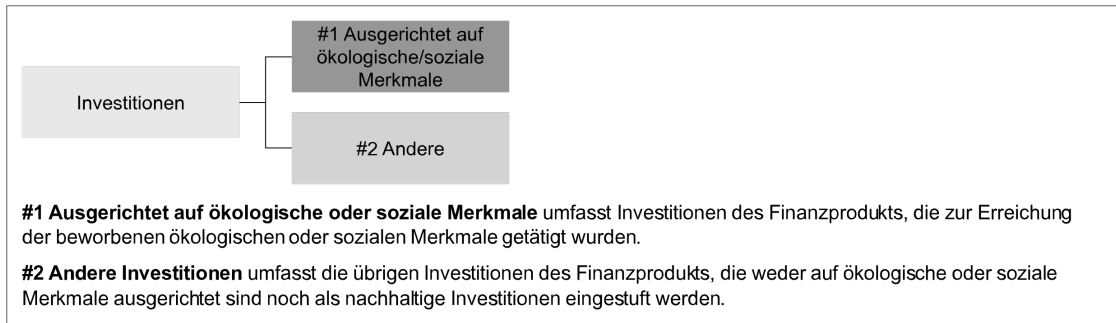 #1 Ausgerichtet auf
ökologische/soziale
Merkmale
Investitionen
#2 Andere
#1 Ausgerichtet auf ökologische oder soziale Merkmale umfasst Investitionen des Finanzprodukts, die zur Erreichung
der beworbenen ökologischen oder sozialen Merkmale getätigt wurden.
#2 Andere Investitionen umfasst die übrigen Investitionen des Finanzprodukts, die weder auf ökologische oder soziale
Merkmale ausgerichtet sind noch als nachhaltige Investitionen eingestuft werden.